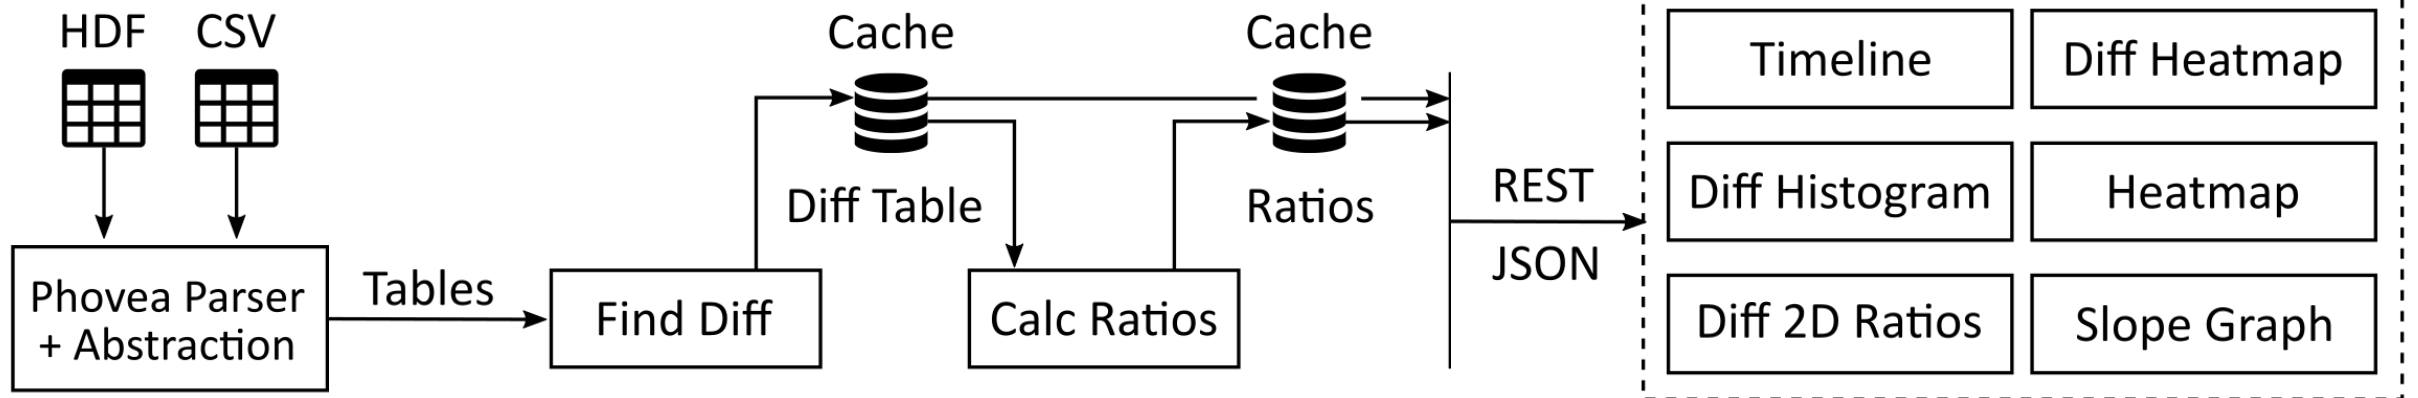 HDF
CSV
Phovea Parser
+ Abstraction
Tables
Find Diff
Cache
Diff Table
Calc Ratios
Cache
Ratios
REST
JSON
Timeline
Diff Heatmap
Diff Histogram
Heatmap
Diff 2D Ratios
Slope Graph